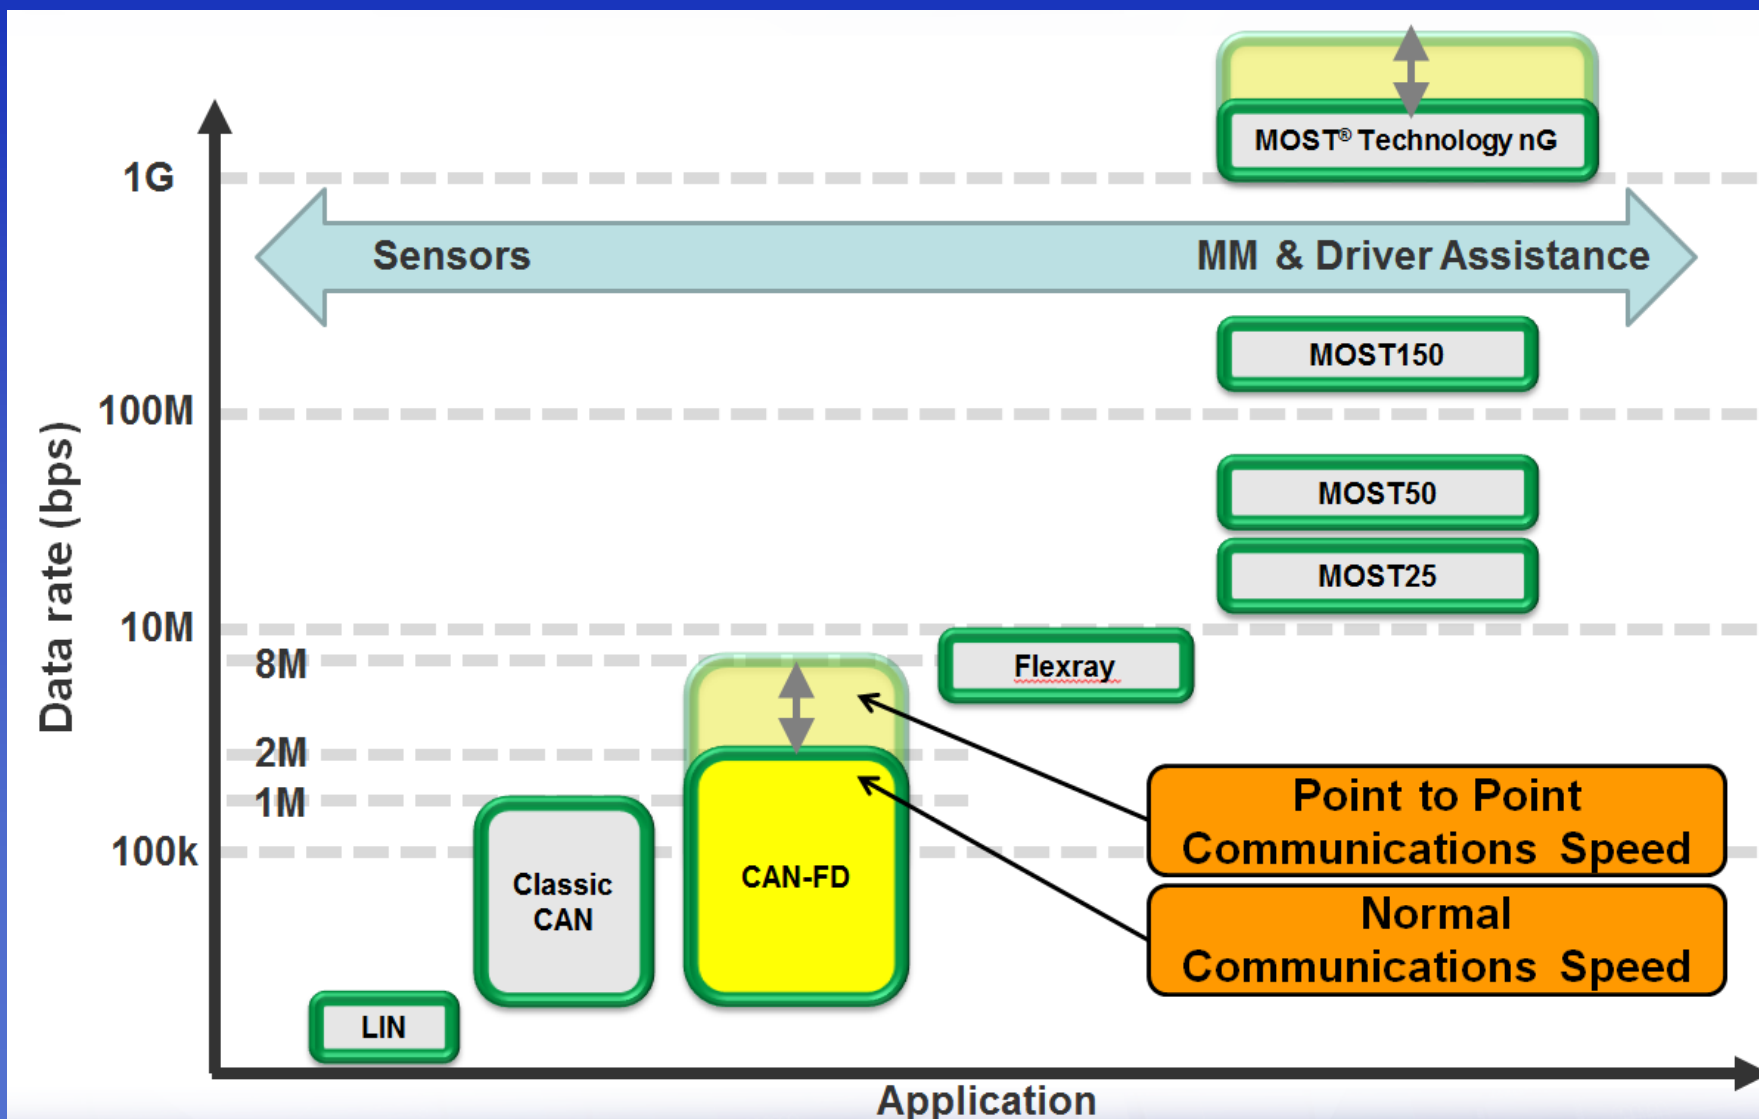 MOST® Technology nG
1G
Sensors
MM & Driver Assistance
MOST150
100M
MOST50
MOST25
10M
8M
Flexray
2M
1M
Point to Point
Communications Speed
100k
Classic
CAN
CAN-FD
Normal
Communications Speed
LIN
Data rate (bps)
Application